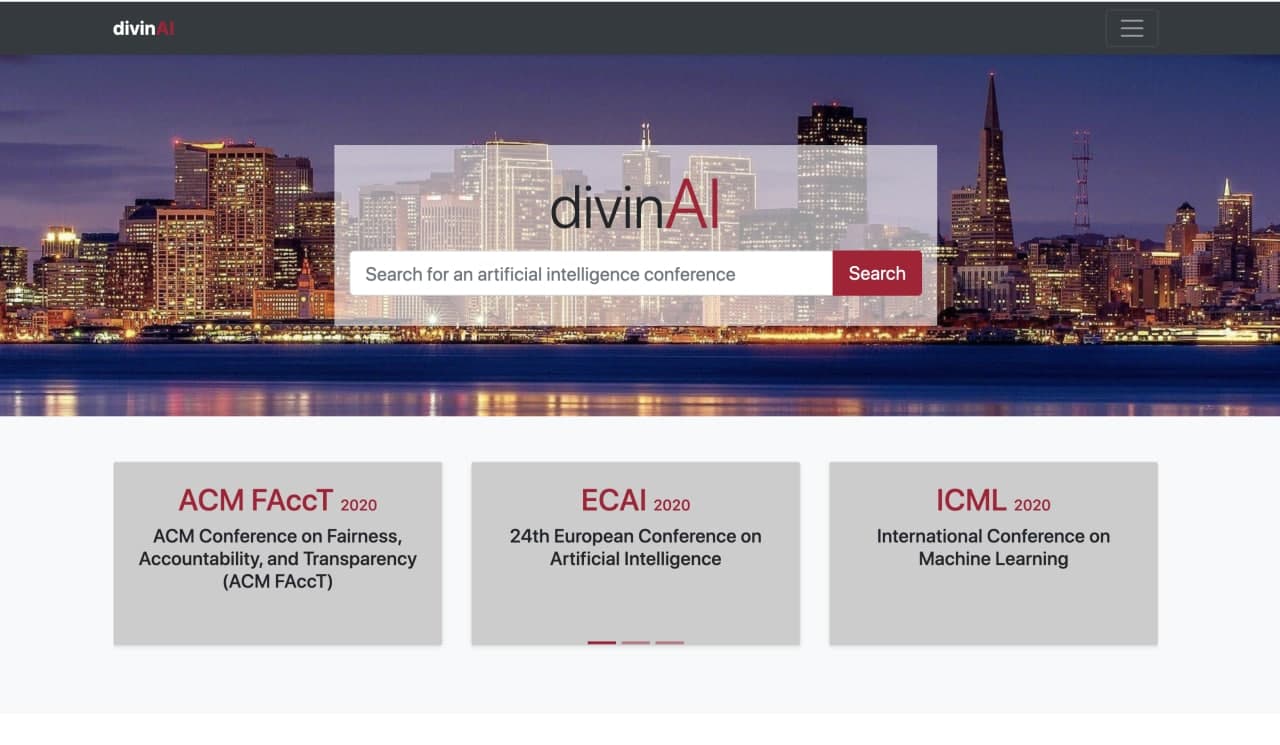 divinAI
divinAI
Search for an artificial intelligence conference
Search
ACM FAccT 2020
ACM Conference on Fairness,
Accountability, and Transparency
(ACM FAccT)
ECAI 2020
24th European Conference on
Artificial Intelligence
ICML 2020
International Conference on
Machine Learning